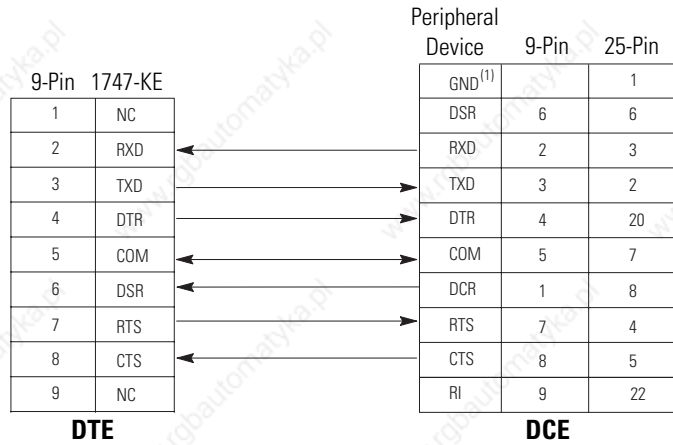 Peripheral
Device 9-Pin 25-Pin
9-Pin 1747-KE
GND(1) 1
1 NC DSR 6 6
2 RXD RXD 2 3
3 TXD TXD 3 2
4 DTR DTR 4 20
5 COM COM 5 7
6 DSR DCR 1 8
7 RTS RTS 7 4
8 CTS CTS 8 5
9 NC RI 9 22
DTE DCE
www.rgbautomatyka.pl